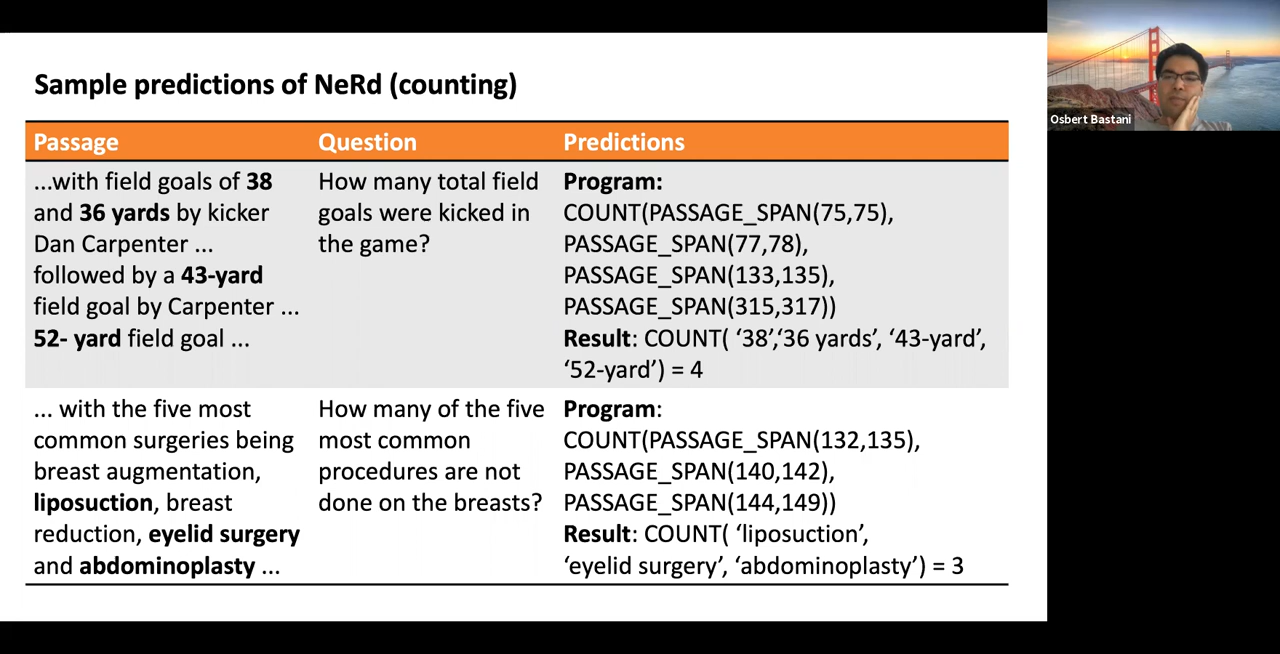 Sample predictions of NeRd (counting)
Passage
Question
Predictions
...with field goals of 38
and 36 yards by kicker
Dan Carpenter ...
followed by a 43-yard
field goal by Carpenter ...
52- yard field goal ...
How many total field
goals were kicked in
the game?
Program:
COUNT(PASSAGE_SPAN(75,75),
PASSAGE_SPAN(77,78),
PASSAGE_SPAN(133,135),
PASSAGE_SPAN(315,317))
Result: COUNT( ‘38’,‘36 yards’, ‘43-yard’,
‘52-yard’) = 4
... with the five most
common surgeries being
breast augmentation,
liposuction, breast
reduction, eyelid surgery
and abdominoplasty ...
How many of the five
most common
procedures are not
done on the breasts?
Program:
COUNT(PASSAGE_SPAN(132,135),
PASSAGE_SPAN(140,142),
PASSAGE_SPAN(144,149))
Result: COUNT( ‘liposuction’,
‘eyelid surgery’, ‘abdominoplasty’) = 3
Osbert Bastani